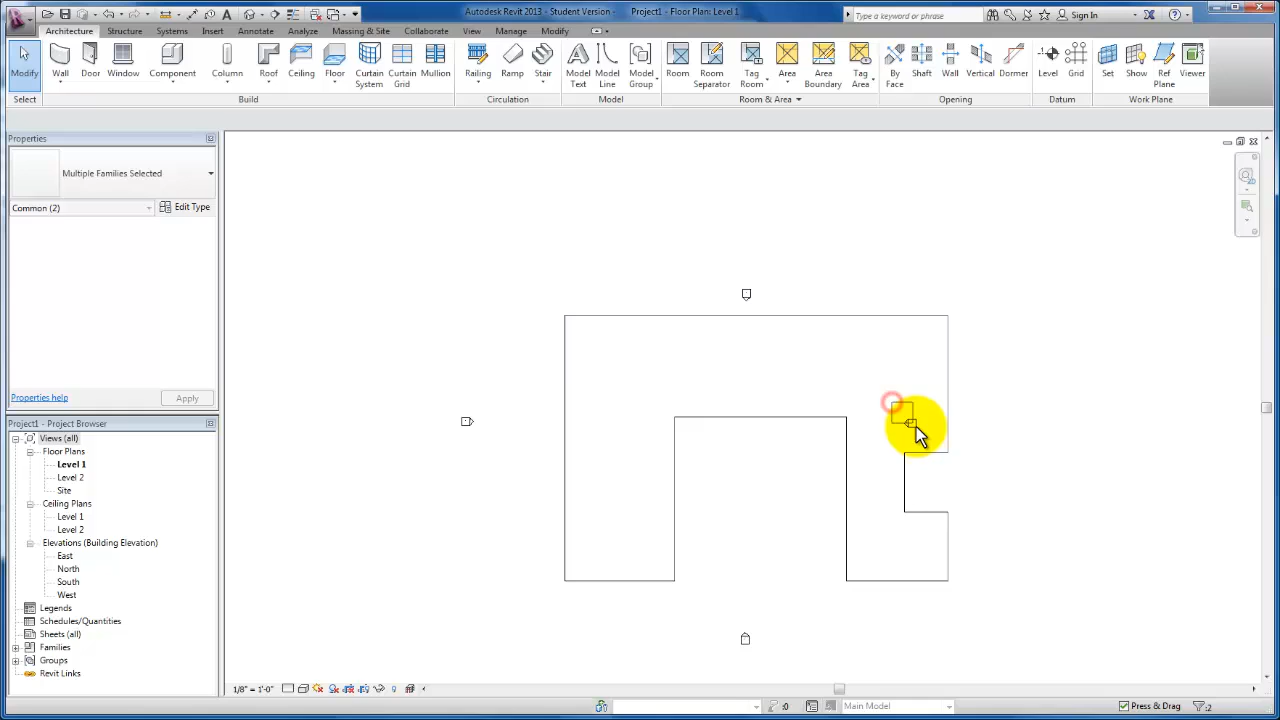 Autodesk Revit 2013 - Student Version - Project1 - Floor Plan: Level 1
Type a keyword or phrase
Sign In
Architecture Structure Systems Insert Annotate Analyze Massing & Site Collaborate View Manage Modify
Modify Wall Door Window Component Column Roof Ceiling Floor Curtain System Curtain Grid Mullion Railing Ramp Stair Model Text Model Line Model Group Room Room Separator Tag Room Area Area Boundary Tag Area By Face Shaft Wall Vertical Dormer Level Grid Set Show Ref Plane Viewer
Select Build Circulation Model Room & Area Opening Datum Work Plane
Properties
Multiple Families Selected
Common (2) Edit Type
Properties help Apply
Project1 - Project Browser
Views (all)
Floor Plans
Level 1
Level 2
Site
Ceiling Plans
Level 1
Level 2
Elevations (Building Elevation)
East
North
South
West
Legends
Schedules/Quantities
Sheets (all)
Families
Groups
Revit Links
1/8" = 1'-0"
:0 Main Model Press & Drag :2